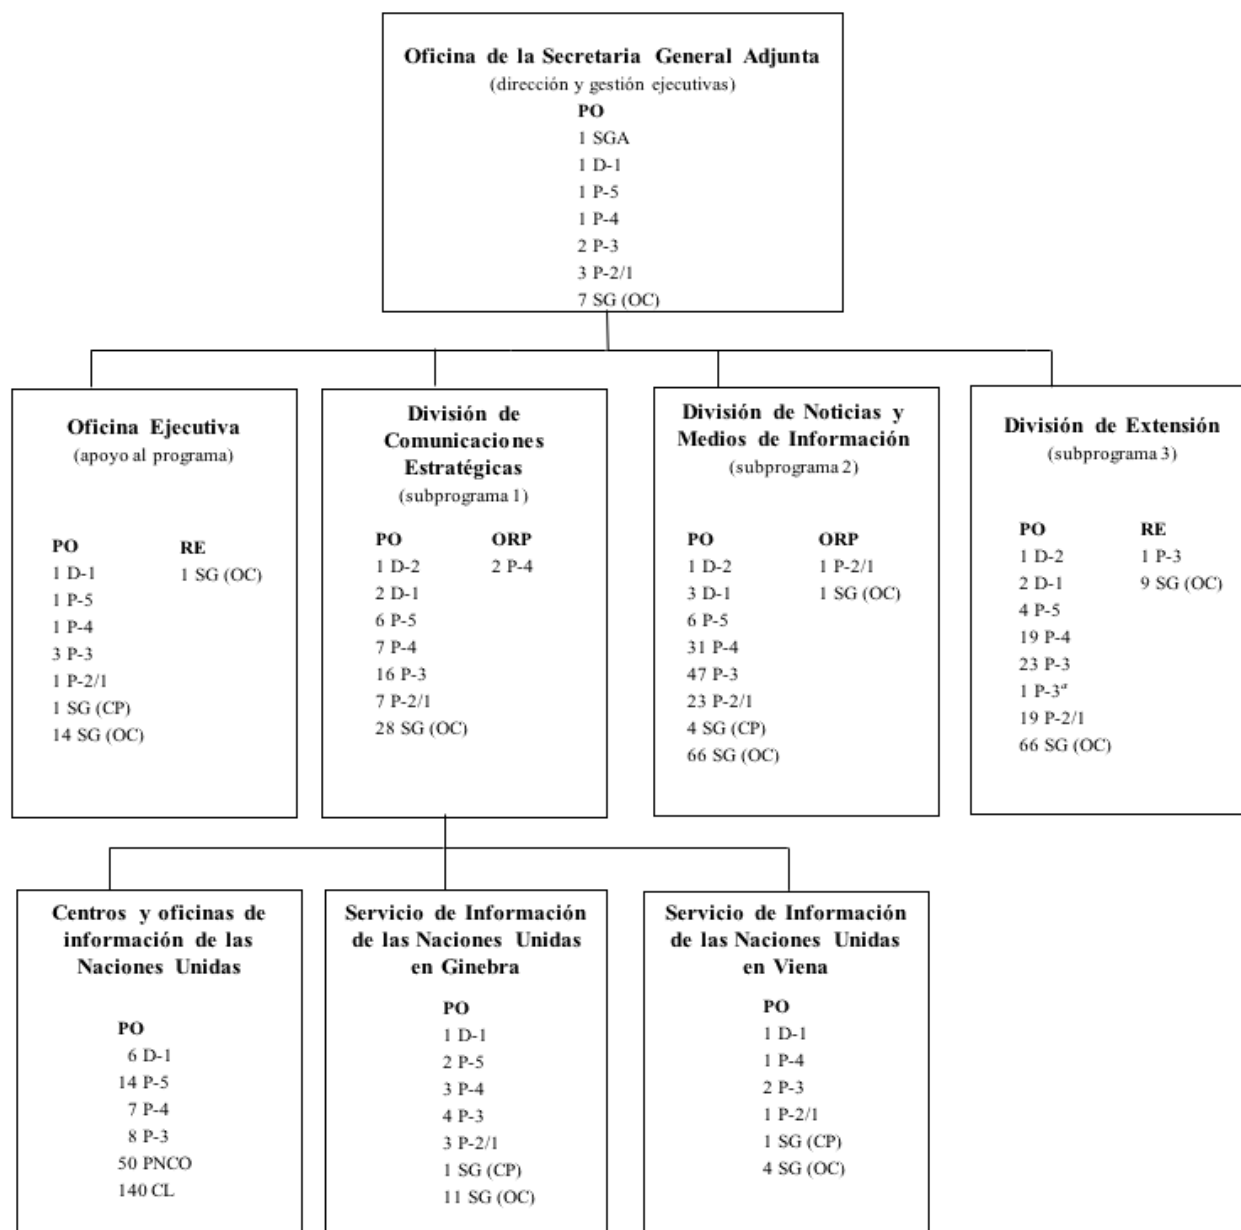 Oficina de la Secretaria General Adjunta
(dirección y gestión ejecutivas)
PO
1 SGA
1 D-1
1 P-5
1 P-4
2 P-3
3 P-2/1
7 SG (OC)
Oficina Ejecutiva
(apoyo al programa)
PO
1 D-1
1 P-5
1 P-4
3 P-3
1 P-2/1
1 SG (CP)
14 SG (OC)
RE
1 SG (OC)
División de
Comunicaciones
Estratégicas
(subprograma 1)
PO
1 D-2
2 D-1
6 P-5
7 P-4
16 P-3
7 P-2/1
28 SG (OC)
ORP
2 P-4
División de Noticias y
Medios de Información
(subprograma 2)
PO
1 D-2
3 D-1
6 P-5
31 P-4
47 P-3
23 P-2/1
4 SG (CP)
66 SG (OC)
ORP
1 P-2/1
1 SG (OC)
División de Extensión
(subprograma 3)
PO
1 D-2
2 D-1
4 P-5
19 P-4
23 P-3
1 P-3ª
19 P-2/1
66 SG (OC)
RE
1 P-3
9 SG (OC)
Centros y oficinas de
información de las
Naciones Unidas
PO
6 D-1
14 P-5
7 P-4
8 P-3
50 PNCO
140 CL
Servicio de Información
de las Naciones Unidas
en Ginebra
PO
1 D-1
2 P-5
3 P-4
4 P-3
3 P-2/1
1 SG (CP)
11 SG (OC)
Servicio de Información
de las Naciones Unidas
en Viena
PO
1 D-1
1 P-4
2 P-3
1 P-2/1
1 SG (CP)
4 SG (OC)